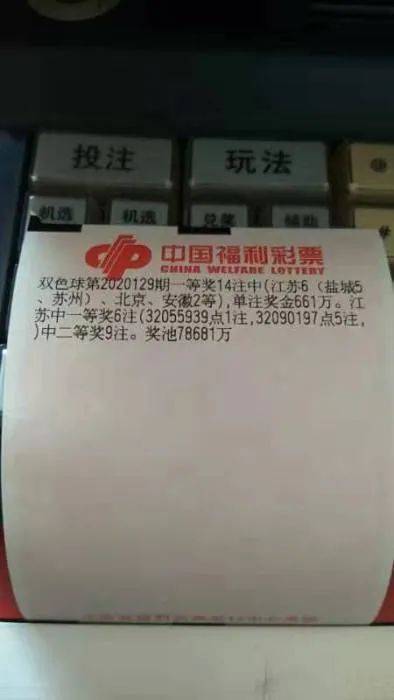 投注 玩法
机选 机选 兑奖 辅助
中国福利彩票
CHINA WELFARE LOTTERY
双色球第2020129期一等奖14注中(江苏6（盐城5
、苏州）、北京、安徽2等),单注奖金661万。江
苏中一等奖6注(32055939点1注,32090197点5注,
)中二等奖9注。奖池78681万